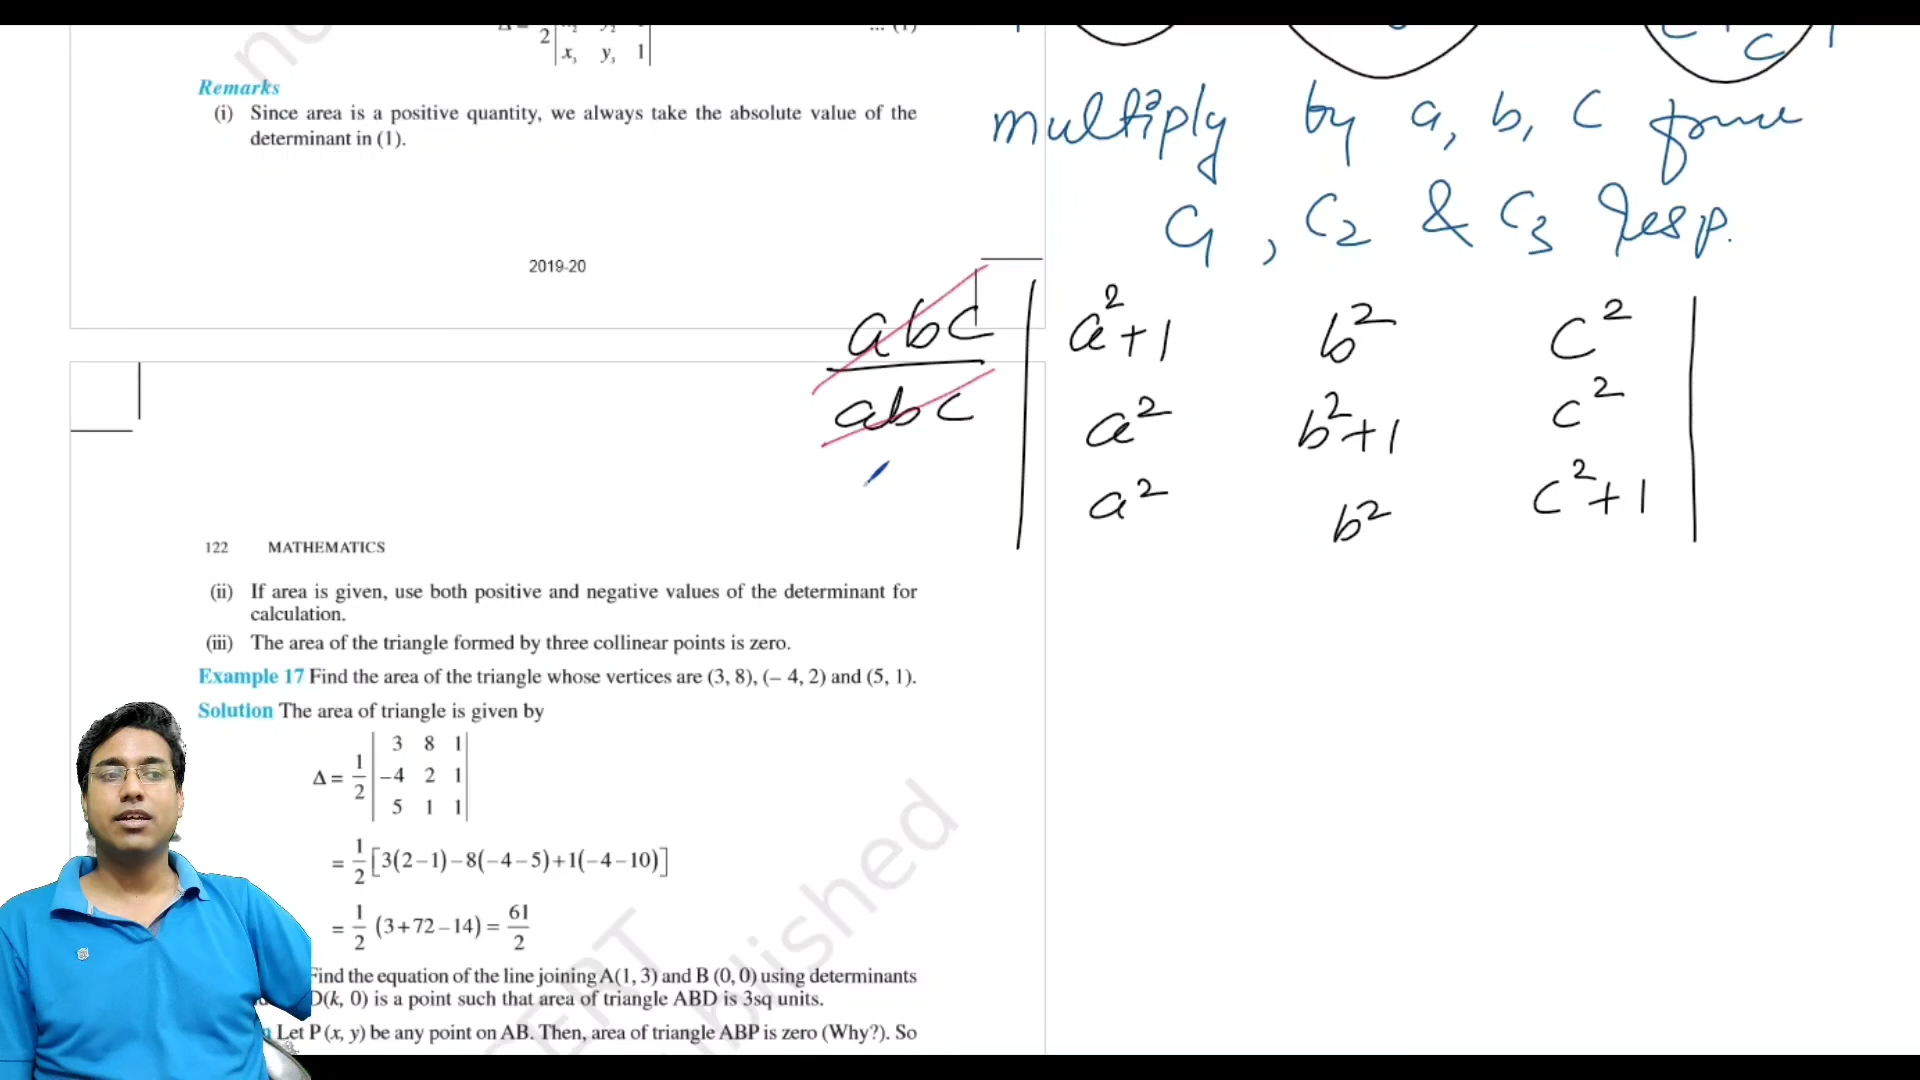 2 | x₃ y₃ 1 |
... (1)
Remarks
(i) Since area is a positive quantity, we always take the absolute value of the
determinant in (1).
2019-20
122 MATHEMATICS
(ii) If area is given, use both positive and negative values of the determinant for
calculation.
(iii) The area of the triangle formed by three collinear points is zero.
Example 17 Find the area of the triangle whose vertices are (3, 8), (– 4, 2) and (5, 1).
Solution The area of triangle is given by
Δ = 1/2 | 3 8 1 |
| –4 2 1 |
| 5 1 1 |
= 1/2 [3(2–1)–8(–4–5)+1(–4–10)]
= 1/2 (3+72–14) = 61/2
Find the equation of the line joining A(1, 3) and B (0, 0) using determinants
D(k, 0) is a point such that area of triangle ABD is 3sq units.
Let P (x, y) be any point on AB. Then, area of triangle ABP is zero (Why?). So
multiply by a, b, c from
C1, C2 & C3 resp.
abc/abc | a²+1 b² c² |
| a² b²+1 c² |
| a² b² c²+1 |